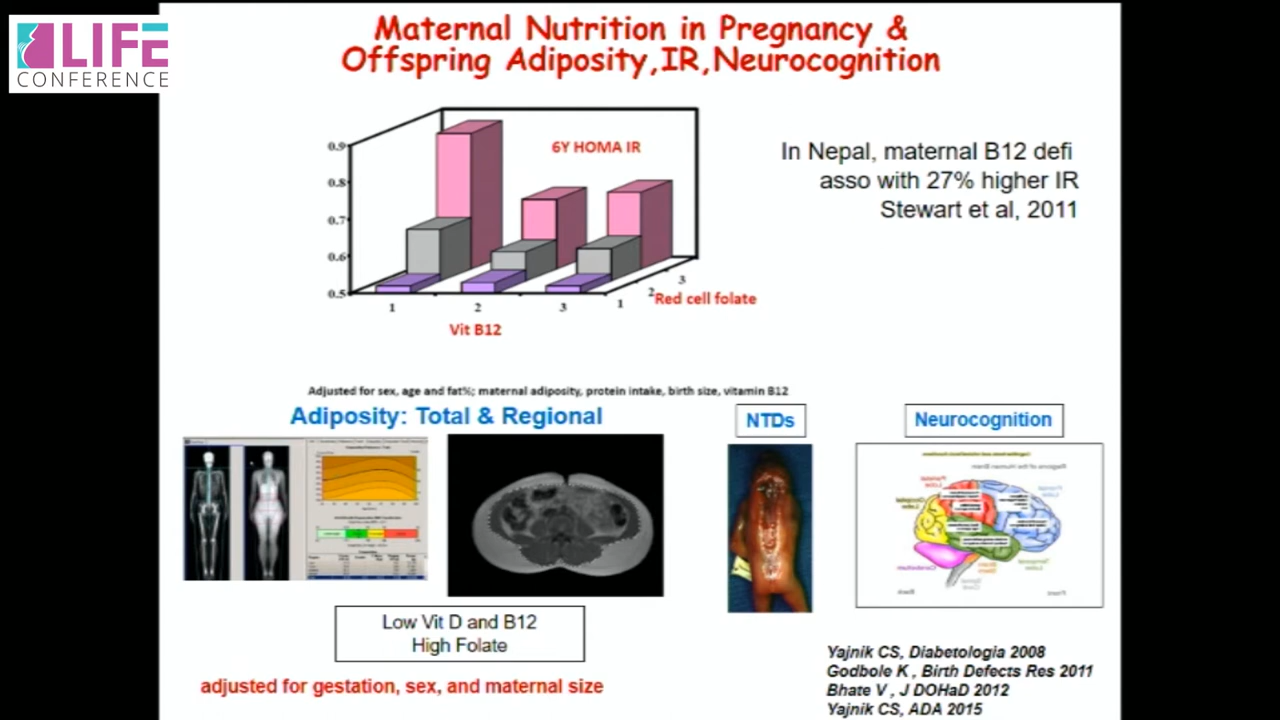 LIFE
CONFERENCE
Maternal Nutrition in Pregnancy &
Offspring Adiposity,IR,Neurocognition
6Y HOMA IR
0.9
0.8
0.7
0.6
0.5
1
2
3
1
2
3
Red cell folate
Vit B12
In Nepal, maternal B12 defi
asso with 27% higher IR
Stewart et al, 2011
Adjusted for sex, age and fat%; maternal adiposity, protein intake, birth size, vitamin B12
Adiposity: Total & Regional
NTDs
Neurocognition
Low Vit D and B12
High Folate
adjusted for gestation, sex, and maternal size
Yajnik CS, Diabetologia 2008
Godbole K , Birth Defects Res 2011
Bhate V , J DOHaD 2012
Yajnik CS, ADA 2015